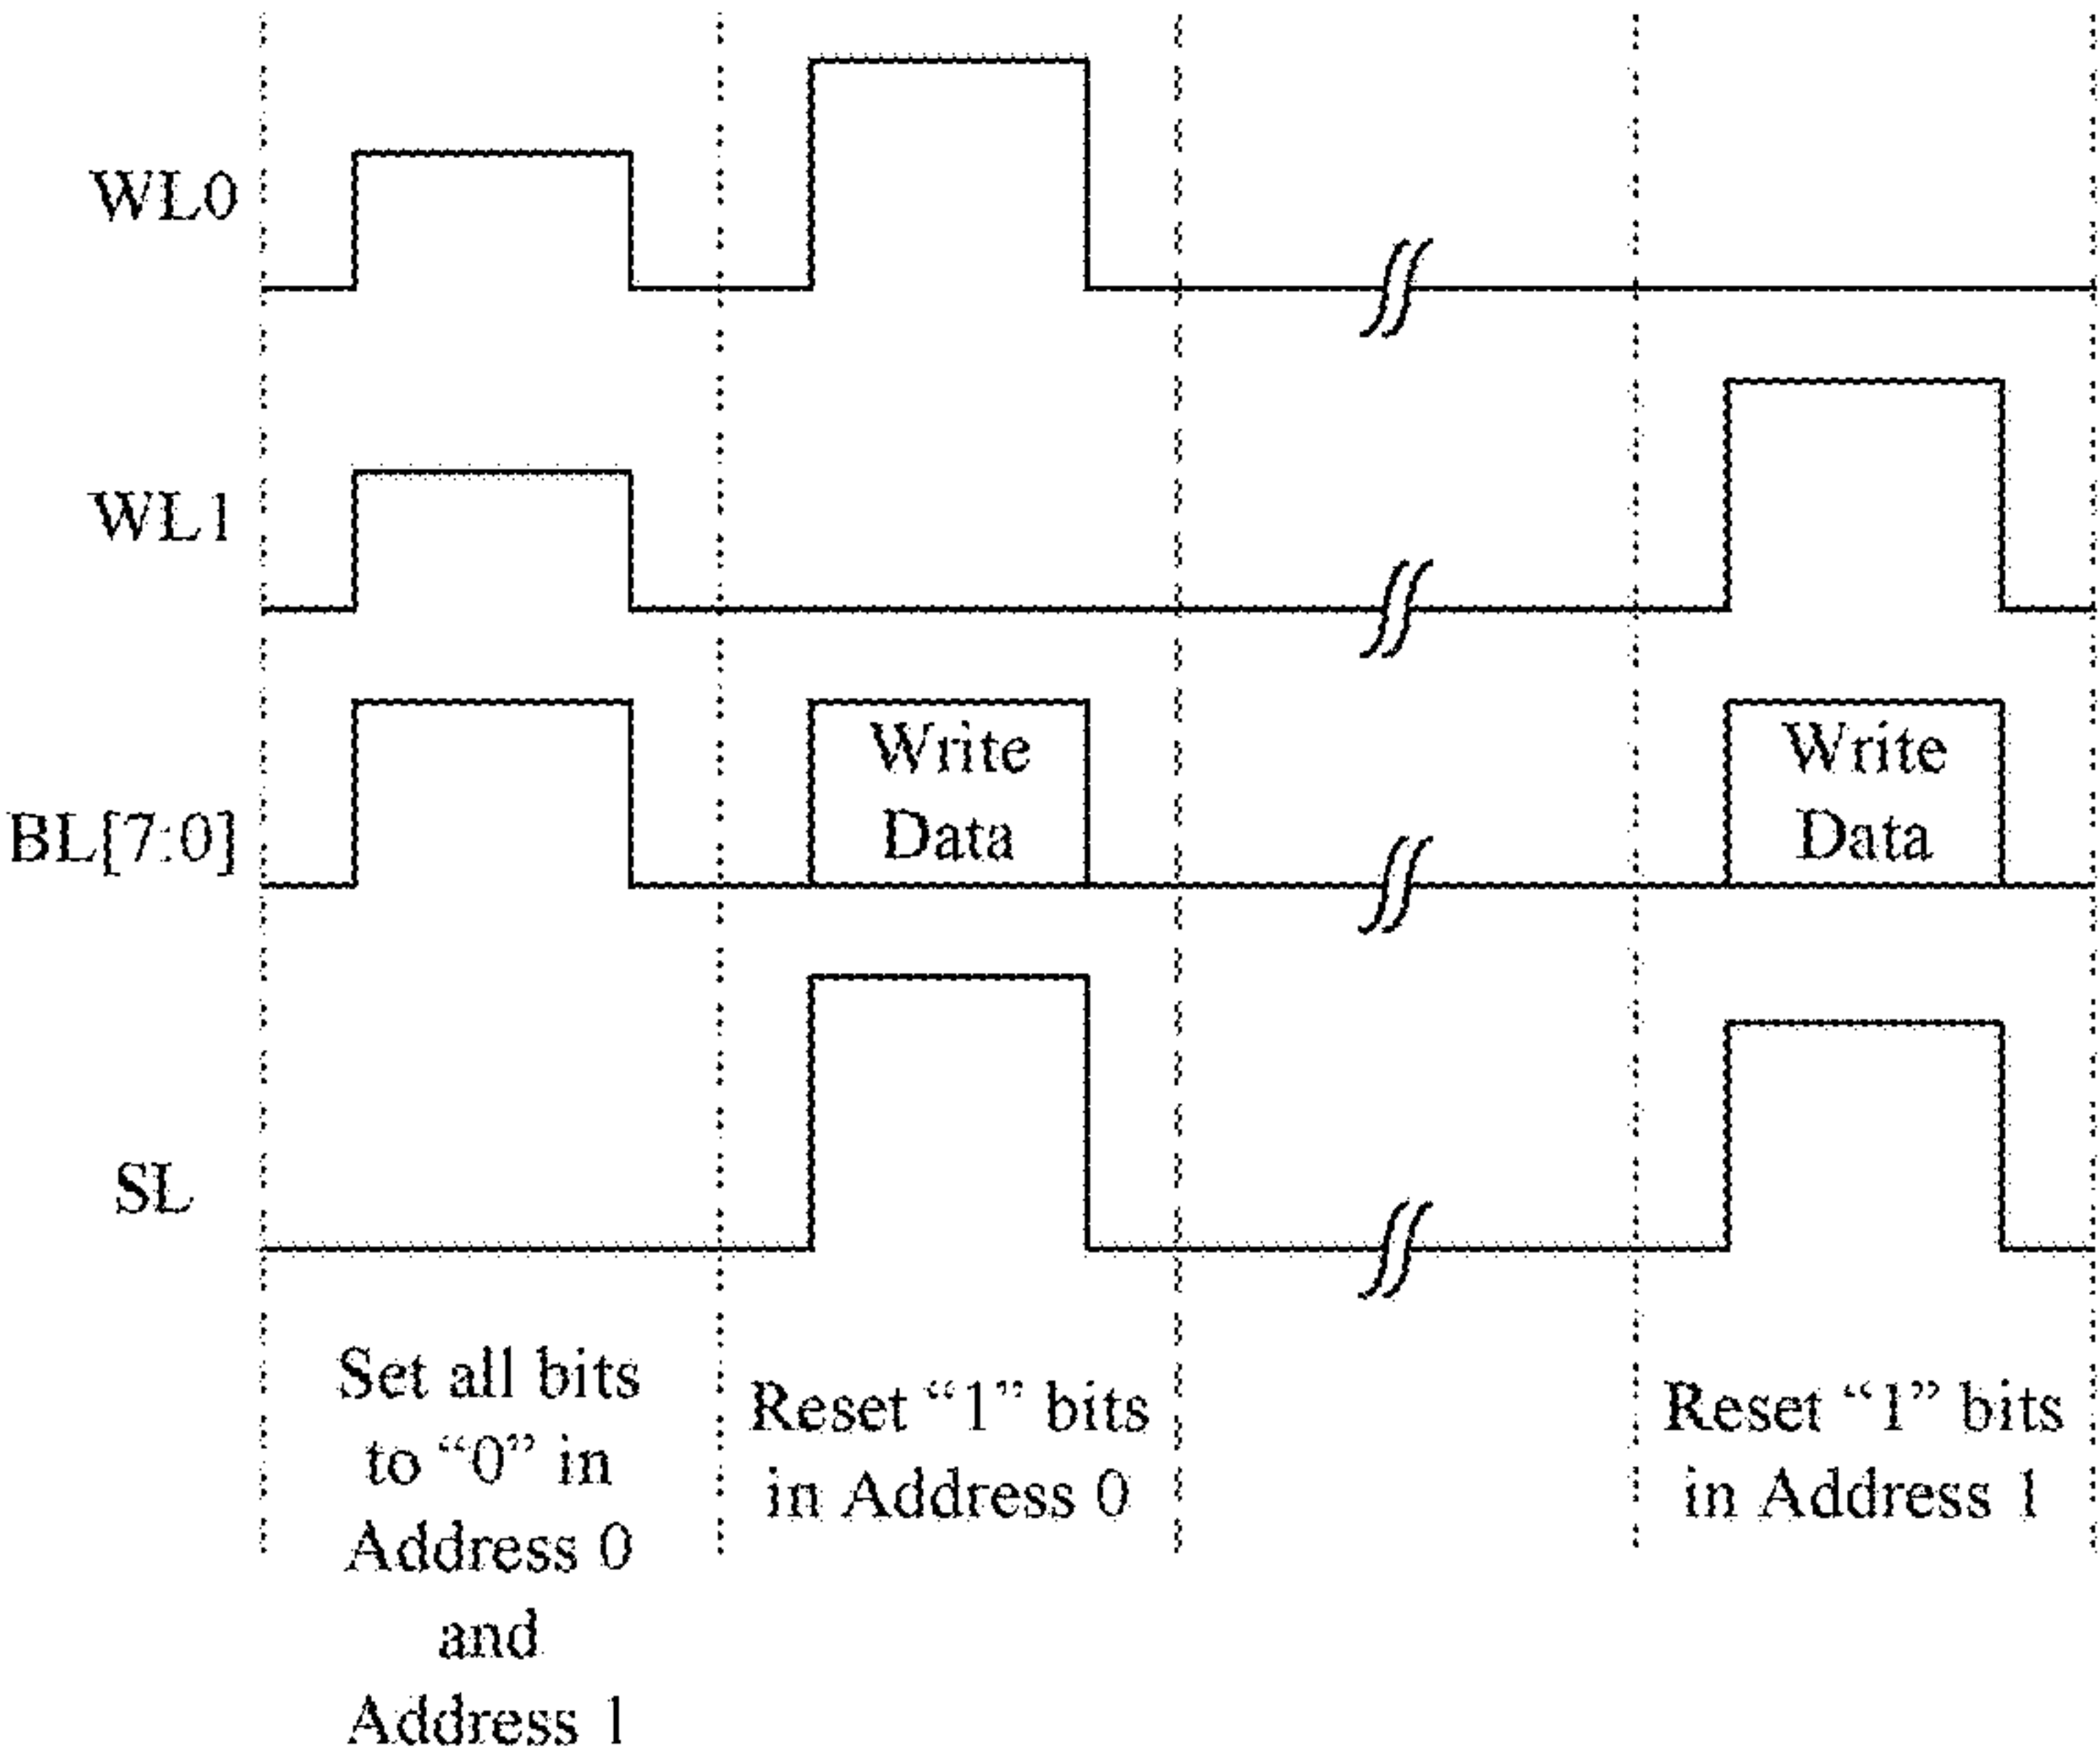 WL0
WL1
BL[7:0]
Write
Data
Write
Data
SL
Set all bits
to “0” in
Address 0
and
Address 1
Reset “1” bits
in Address 0
Reset “1” bits
in Address 1